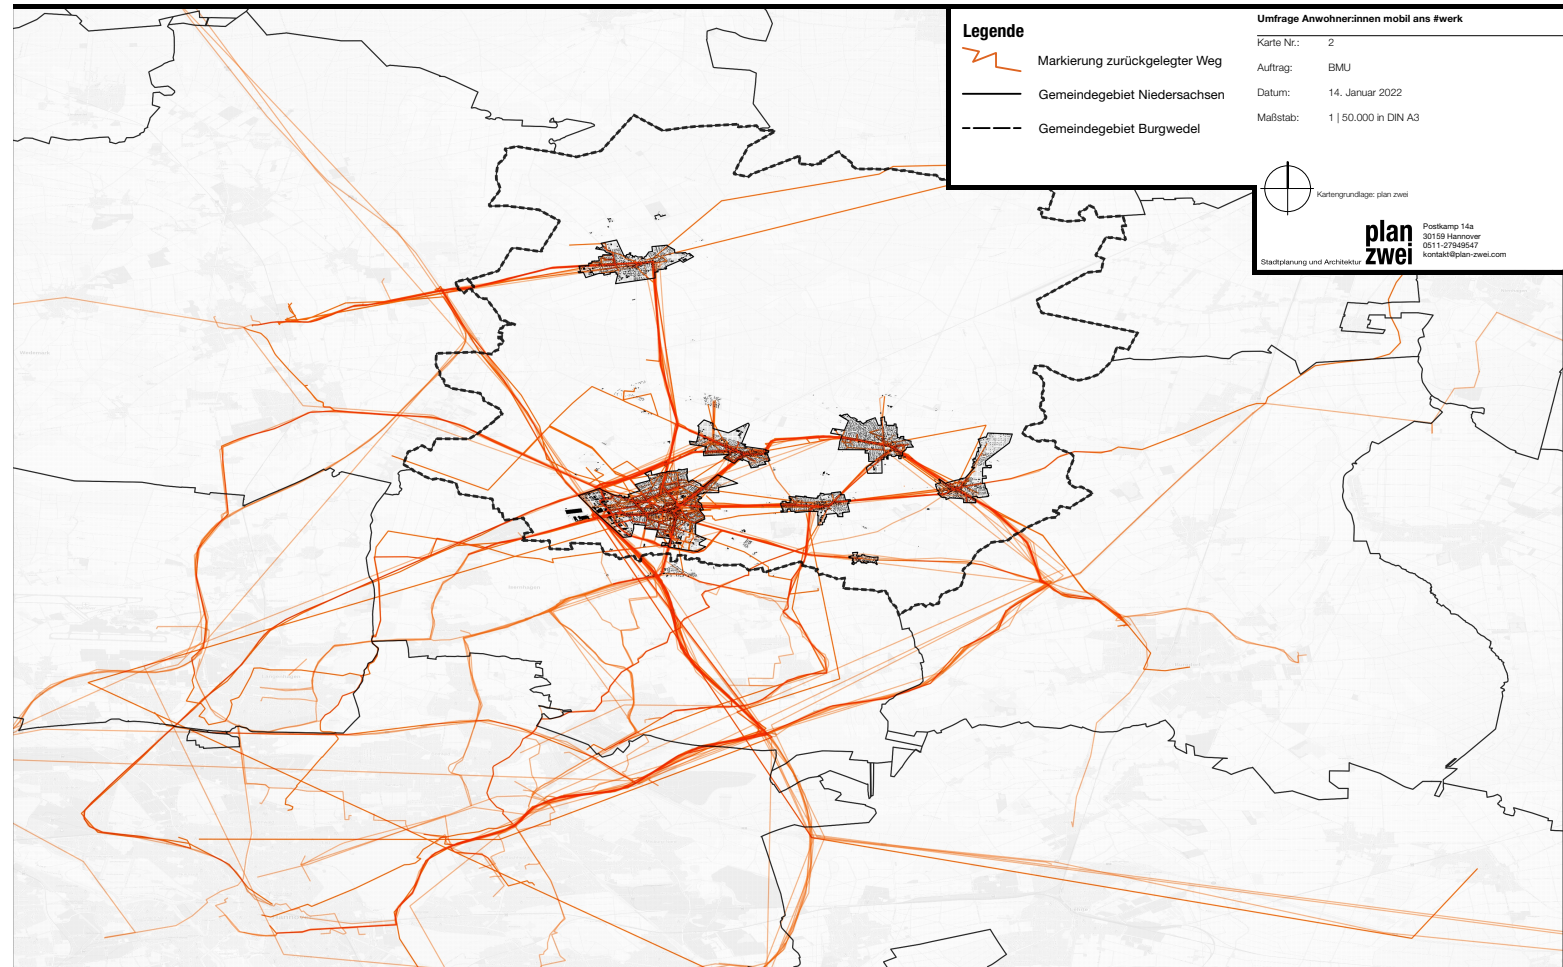 Legende
Markierung zurückgelegter Weg
Gemeindegebiet Niedersachsen
Gemeindegebiet Burgwedel
Umfrage Anwohner:innen mobil ans #werk
Karte Nr.: 2
Auftrag: BMU
Datum: 14. Januar 2022
Maßstab: 1 | 50.000 in DIN A3
Kartengrundlage: plan zwei
Stadtplanung und Architektur
plan
zwei
Postkamp 14a
30159 Hannover
0511-27949547
kontakt@plan-zwei.com